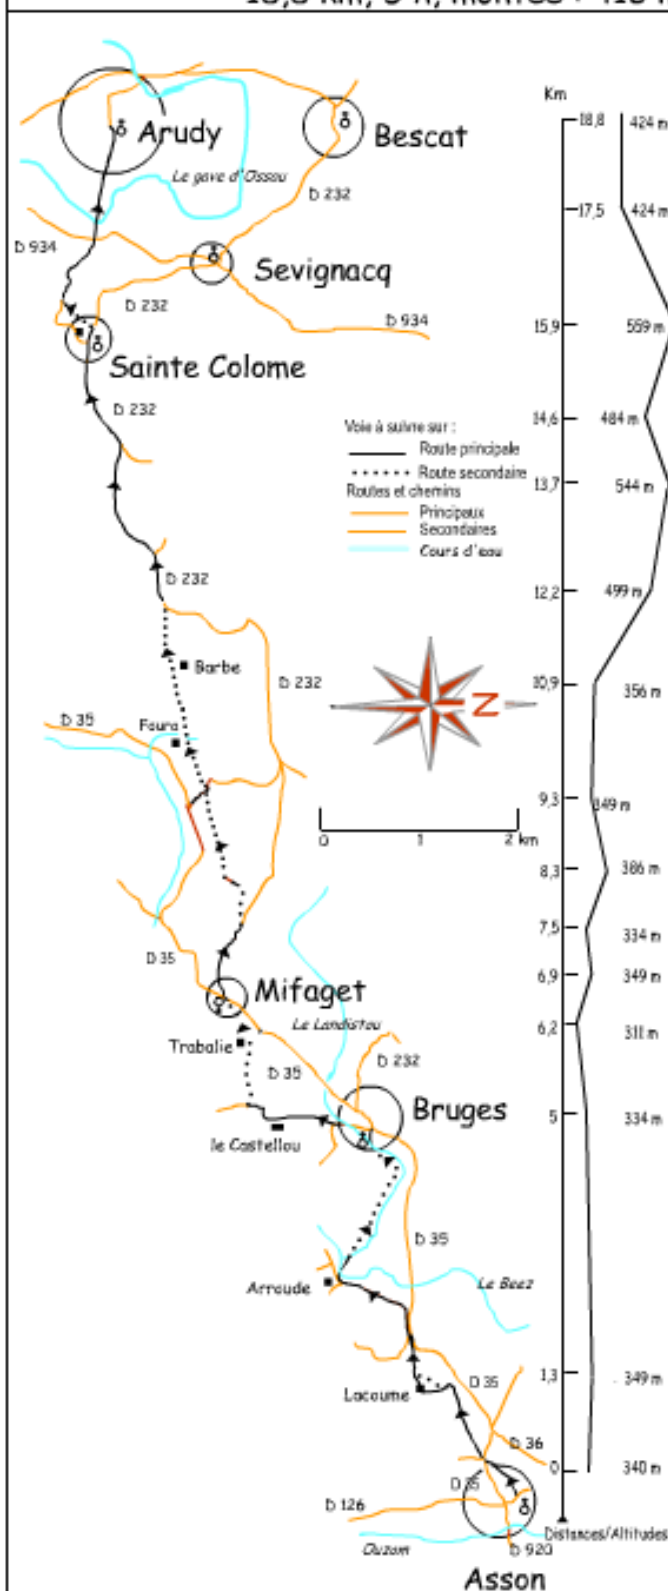 Arudy
Bescat
Le gave d'Ossau
D 232
D 934
Sevignacq
D 232
D 934
Sainte Colome
D 232
Voie à suivre sur :
Route principale
Route secondaire
Routes et chemins
Principaux
Secondaires
Cours d'eau
D 232
Barbe
D 35
D 232
Foura
Z
0 1 2 km
D 35
Mifaget
Le Landistou
Trabalie
D 35
D 232
Bruges
le Castellou
D 35
Arroude
Le Beez
Lacoume
D 35
D 36
D 35
D 126
Ouzom
D 920
Asson
Km
18,8 424 m
17,5 424 m
15,9 559 m
14,6 484 m
13,7 544 m
12,2 499 m
10,9 356 m
9,3 349 m
8,3 386 m
7,5 334 m
6,9 349 m
6,2 311 m
5 334 m
1,3 349 m
0 340 m
Distances/Altitudes